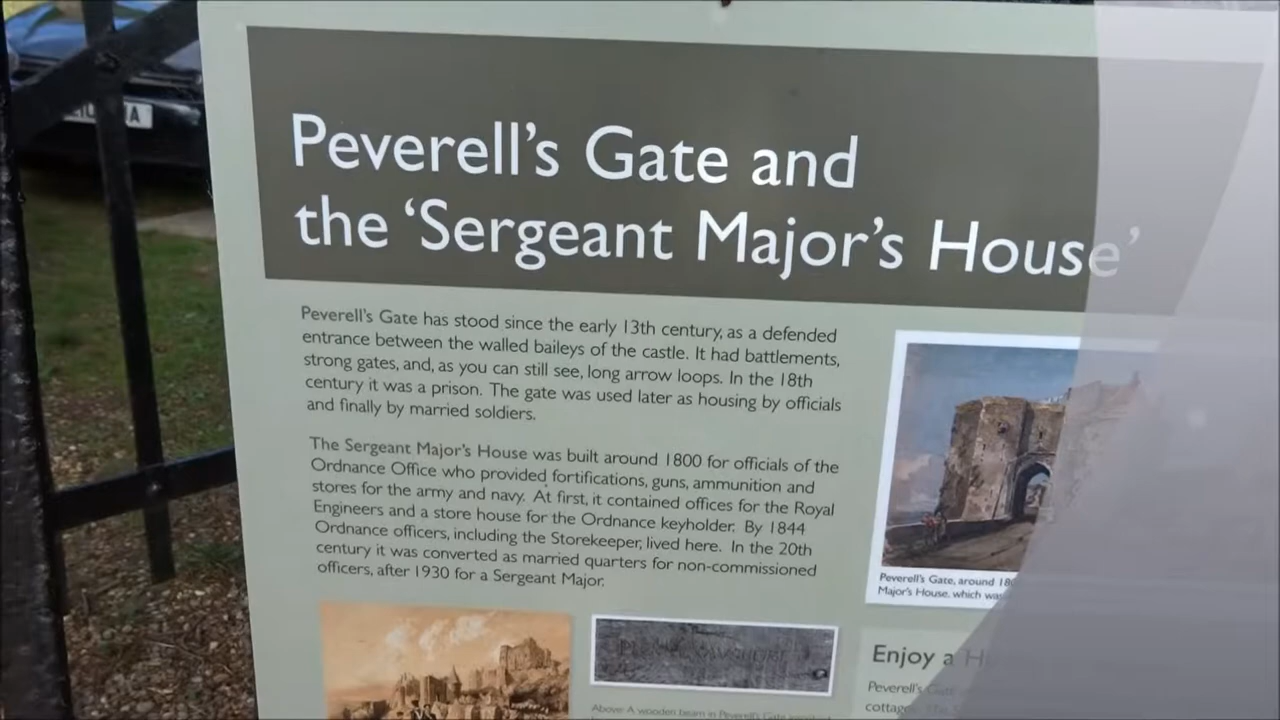 Peverell's Gate and
the ‘Sergeant Major's House’
Peverell's Gate has stood since the early 13th century, as a defended
entrance between the walled baileys of the castle. It had battlements,
strong gates, and, as you can still see, long arrow loops. In the 18th
century it was a prison. The gate was used later as housing by officials
and finally by married soldiers.
The Sergeant Major's House was built around 1800 for officials of the
Ordnance Office who provided fortifications, guns, ammunition and
stores for the army and navy. At first, it contained offices for the Royal
Engineers and a store house for the Ordnance keyholder. By 1844
Ordnance officers, including the Storekeeper, lived here. In the 20th
century it was converted as married quarters for non-commissioned
officers, after 1930 for a Sergeant Major.
Peverell's Gate, around
Major's House, which
Enjoy a
Peverell's
Above: A wooden beam in Peverell's Gate